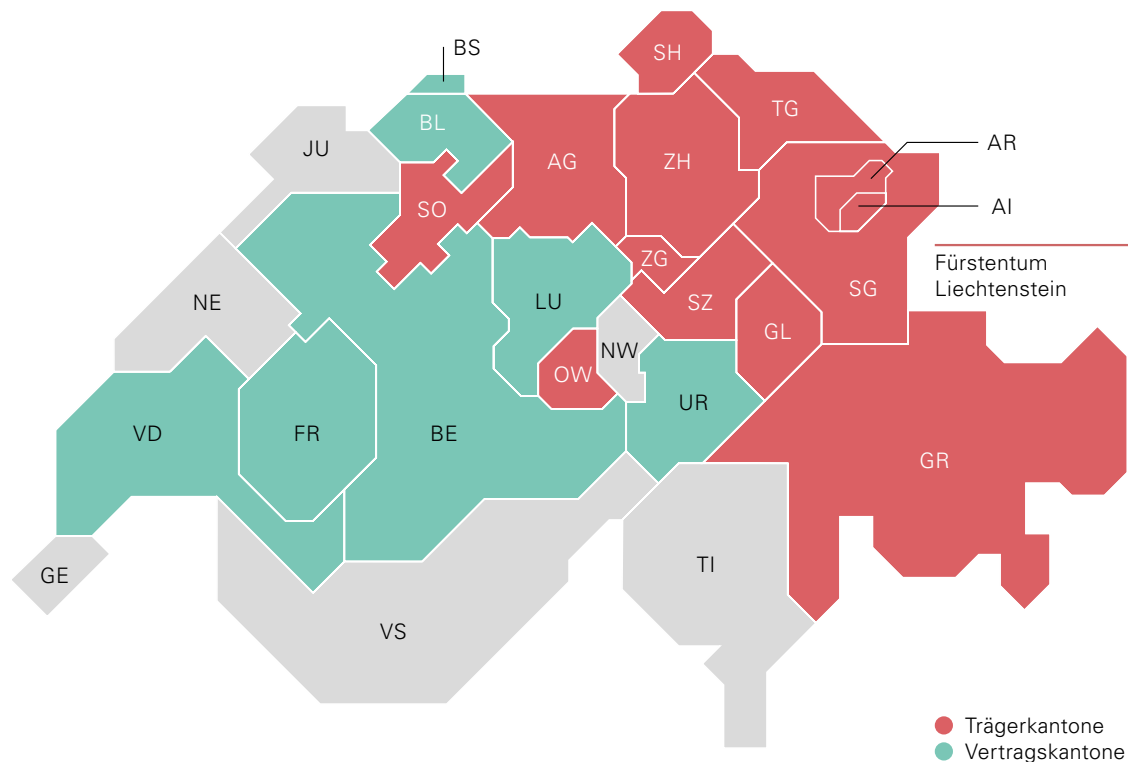 SH
BS
TG
BL
AR
JU
AG
ZH
AI
SO
Fürstentum
Liechtenstein
ZG
SG
NE
LU
SZ
GL
NW
OW
UR
VD
FR
BE
GR
TI
GE
VS
Trägerkantone
Vertragskantone